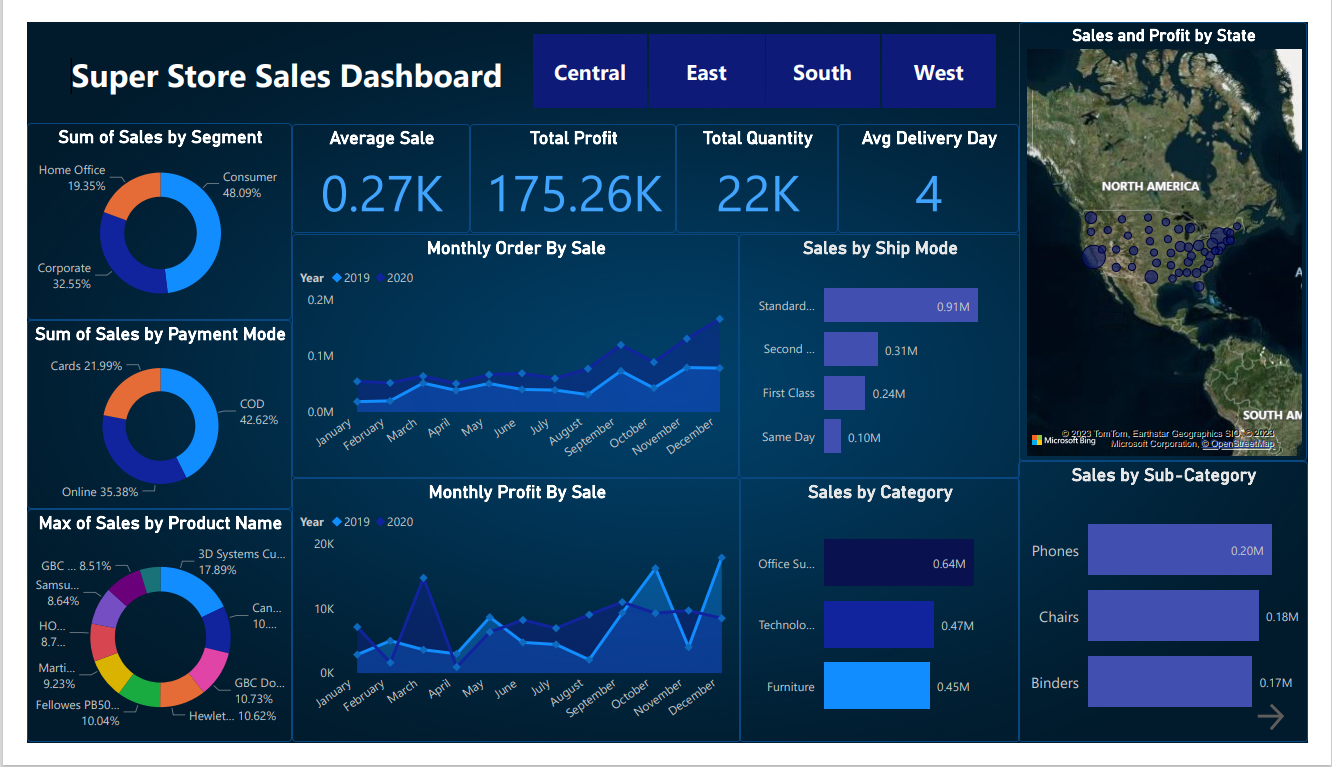 Super Store Sales Dashboard
Central
East
South
West
Sum of Sales by Segment
Home Office
19.35%
Consumer
48.09%
Corporate
32.55%
Sum of Sales by Payment Mode
Cards 21.99%
COD
42.62%
Online 35.38%
Max of Sales by Product Name
3D Systems Cu...
17.89%
GBC ... 8.51%
Samsu...
8.64%
Can...
10....
HO...
8.7...
Marti...
9.23%
GBC Do...
10.73%
Fellowes PB50...
10.04%
Hewlet... 10.62%
Average Sale
0.27K
Total Profit
175.26K
Total Quantity
22K
Avg Delivery Day
4
Monthly Order By Sale
Year 2019 2020
0.2M
0.1M
0.0M
January
February
March
April
May
June
July
August
September
October
November
December
Monthly Profit By Sale
Year 2019 2020
20K
10K
0K
January
February
March
April
May
June
July
August
September
October
November
December
Sales by Ship Mode
Standard... 0.91M
Second ... 0.31M
First Class 0.24M
Same Day 0.10M
Sales by Category
Office Su... 0.64M
Technolo... 0.47M
Furniture 0.45M
Sales and Profit by State
NORTH AMERICA
A
SOUTH AM
Microsoft Bing
© 2023 TomTom, Earthstar Geographics SIO, © 2023
Microsoft Corporation, © OpenStreetMap
Sales by Sub-Category
Phones 0.20M
Chairs 0.18M
Binders 0.17M